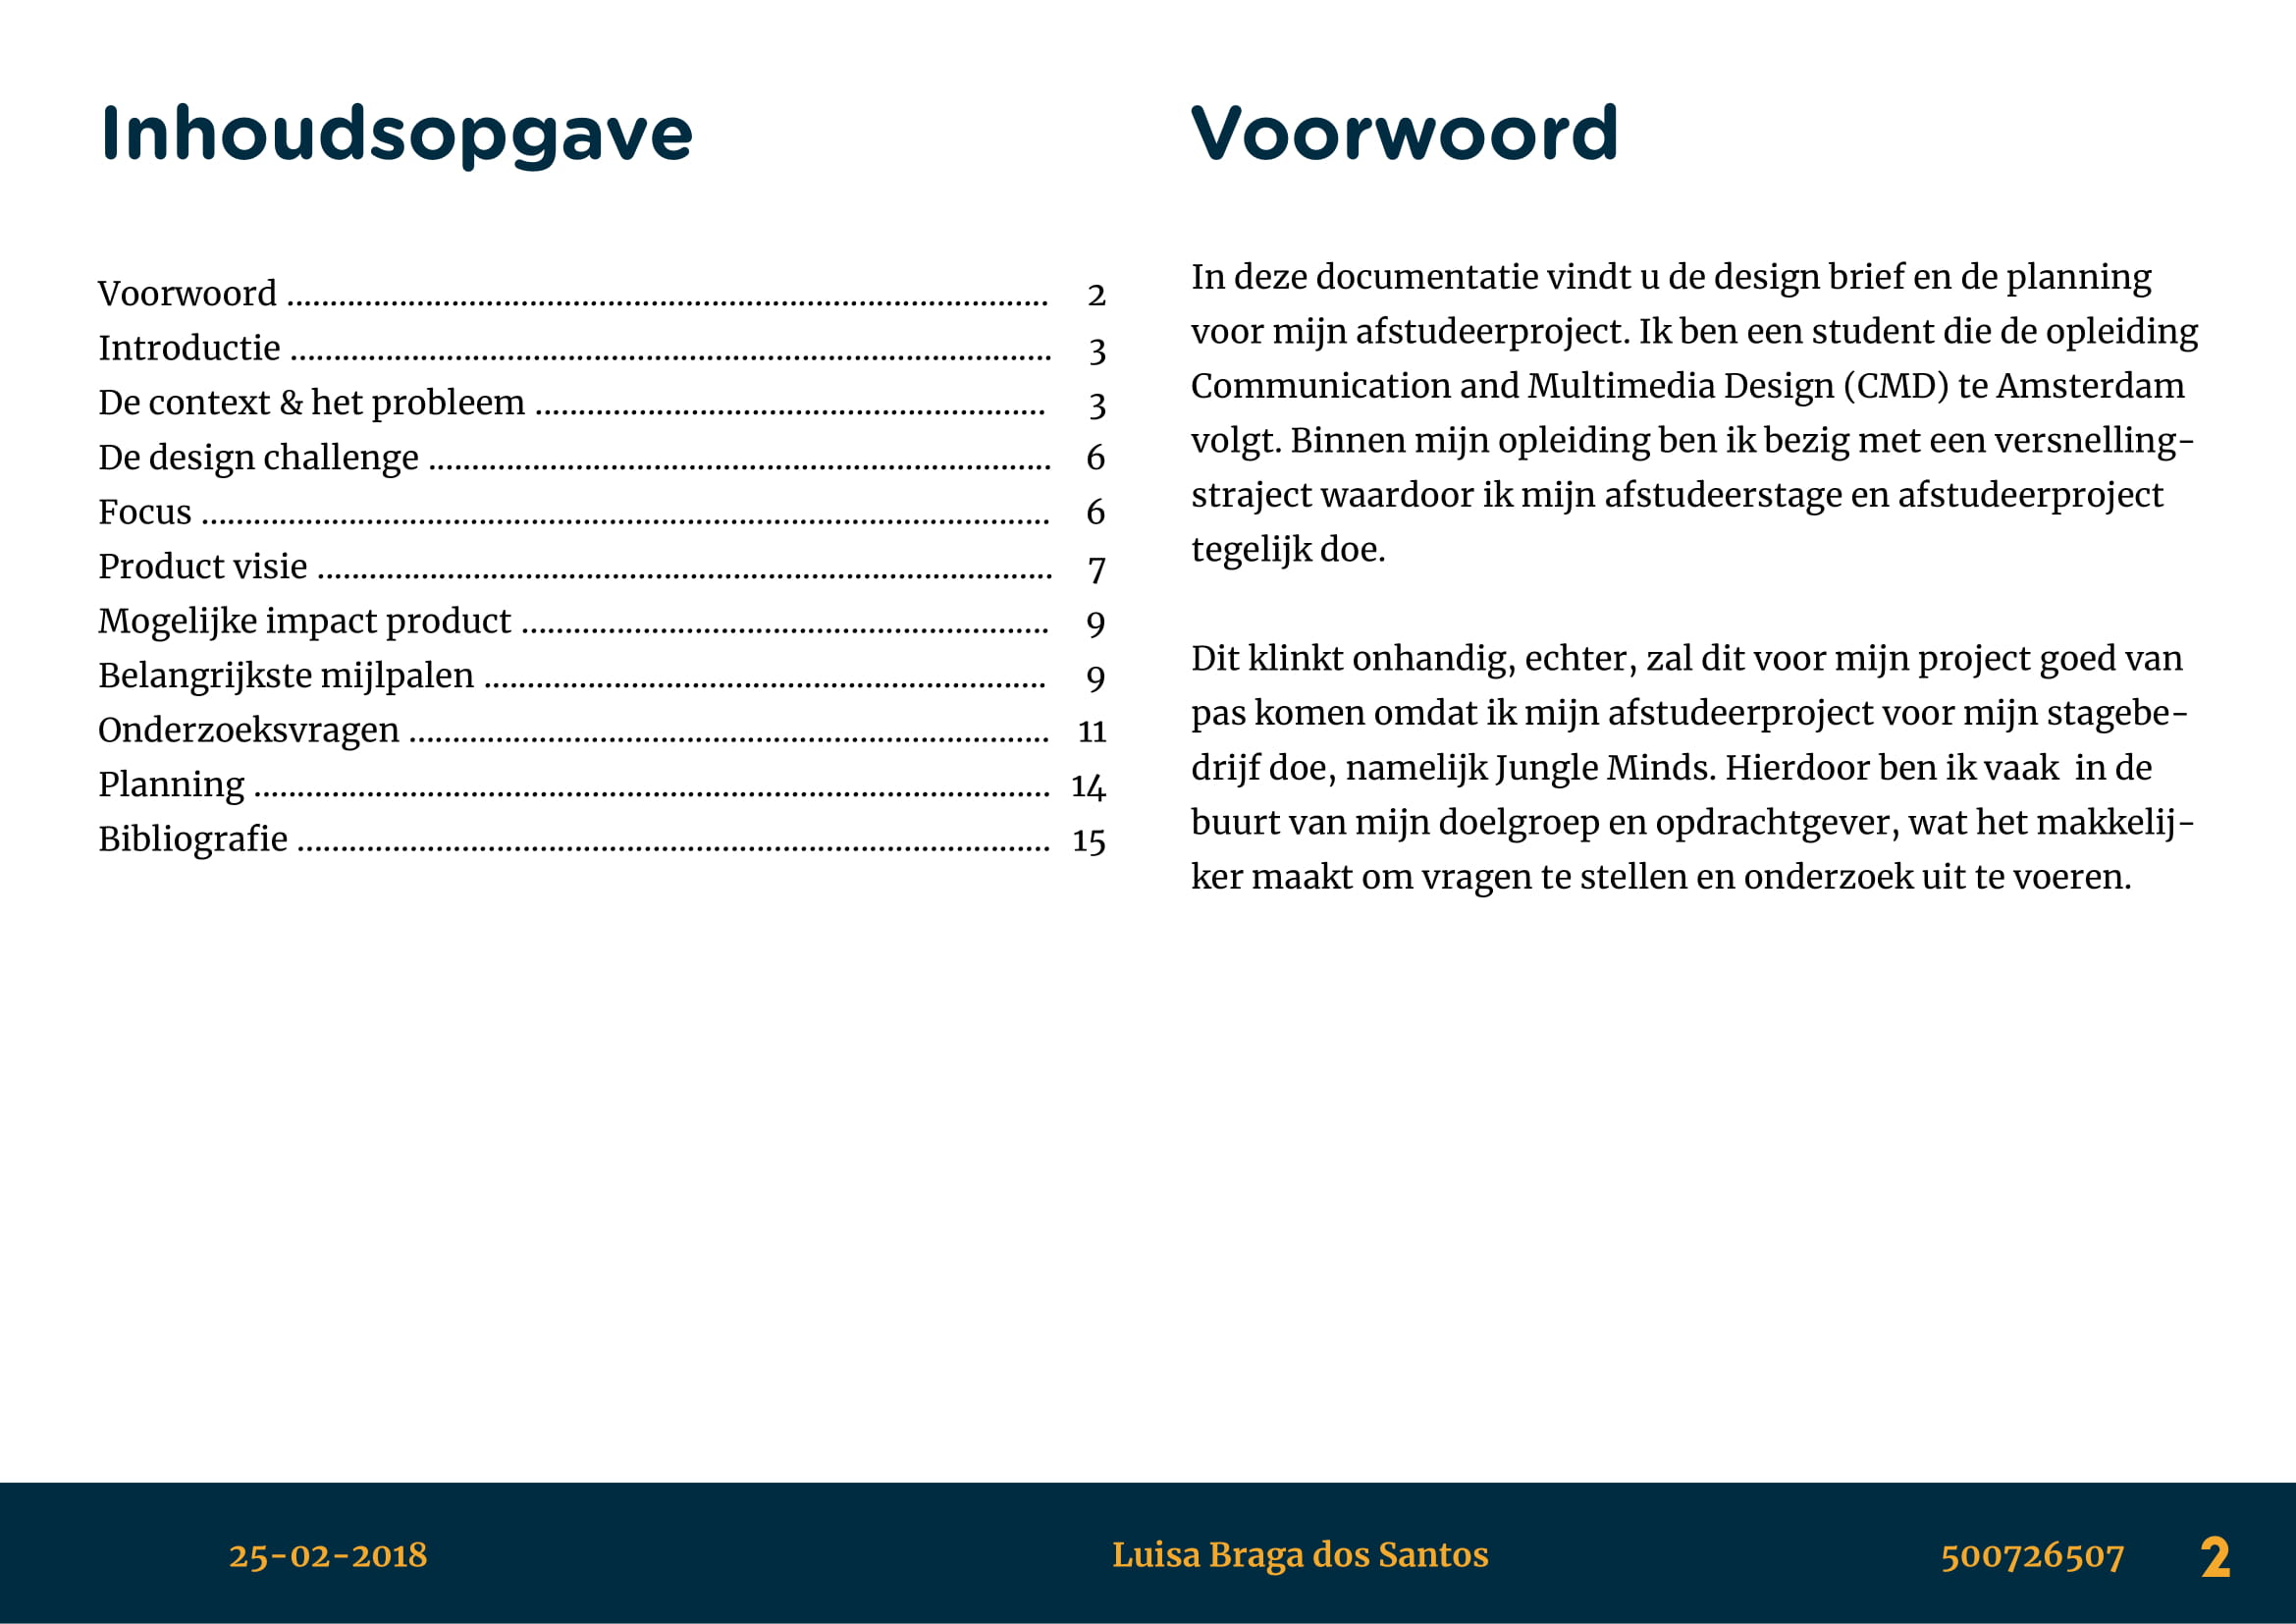 Inhoudsopgave
Voorwoord ........................................................................................ 2
Introductie ........................................................................................ 3
De context & het probleem ........................................................... 3
De design challenge ........................................................................ 6
Focus .................................................................................................. 6
Product visie ..................................................................................... 7
Mogelijke impact product ............................................................. 9
Belangrijkste mijlpalen ................................................................. 9
Onderzoeksvragen .......................................................................... 11
Planning ............................................................................................ 14
Bibliografie ....................................................................................... 15
Voorwoord
In deze documentatie vindt u de design brief en de planning
voor mijn afstudeerproject. Ik ben een student die de opleiding
Communication and Multimedia Design (CMD) te Amsterdam
volgt. Binnen mijn opleiding ben ik bezig met een versnelling-
straject waardoor ik mijn afstudeerstage en afstudeerproject
tegelijk doe.
Dit klinkt onhandig, echter, zal dit voor mijn project goed van
pas komen omdat ik mijn afstudeerproject voor mijn stagebe-
drijf doe, namelijk Jungle Minds. Hierdoor ben ik vaak  in de
buurt van mijn doelgroep en opdrachtgever, wat het makkelij-
ker maakt om vragen te stellen en onderzoek uit te voeren.
25-02-2018 Luisa Braga dos Santos 500726507 2